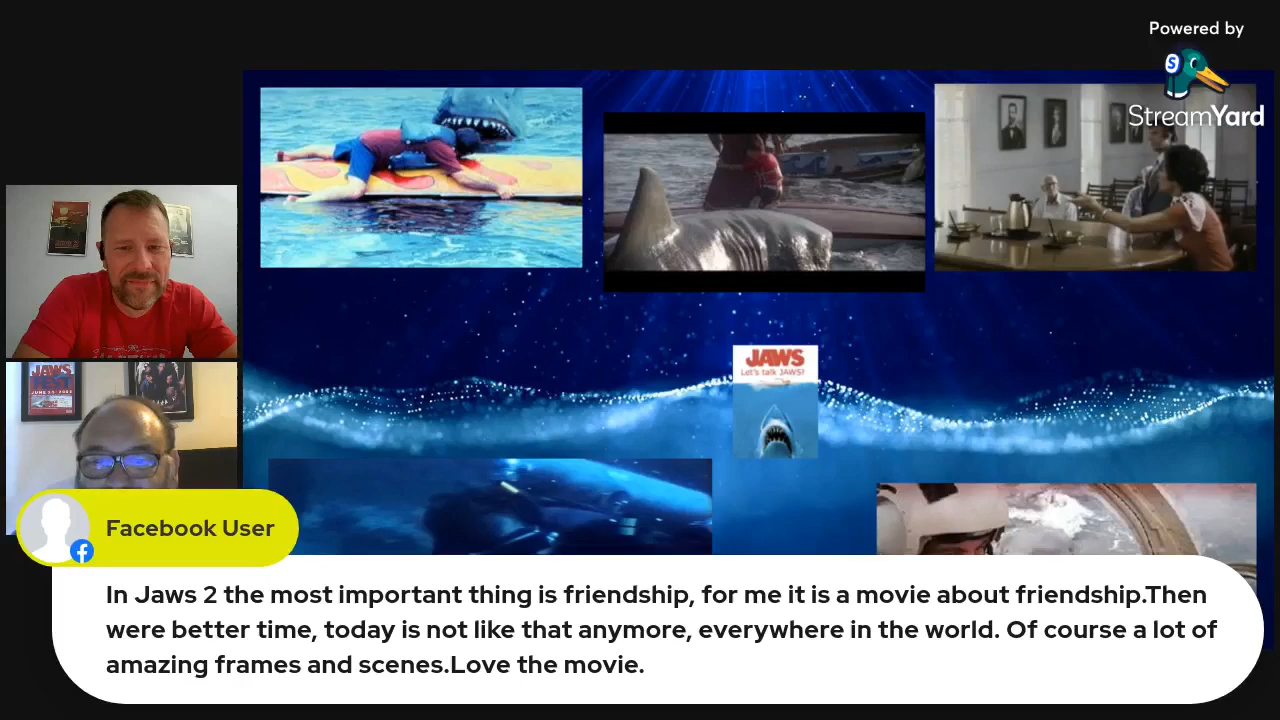 Powered by
StreamYard
JAWS
Let's talk JAWS!
JAWS
FEST
Facebook User
In Jaws 2 the most important thing is friendship, for me it is a movie about friendship.Then
were better time, today is not like that anymore, everywhere in the world. Of course a lot of
amazing frames and scenes.Love the movie.